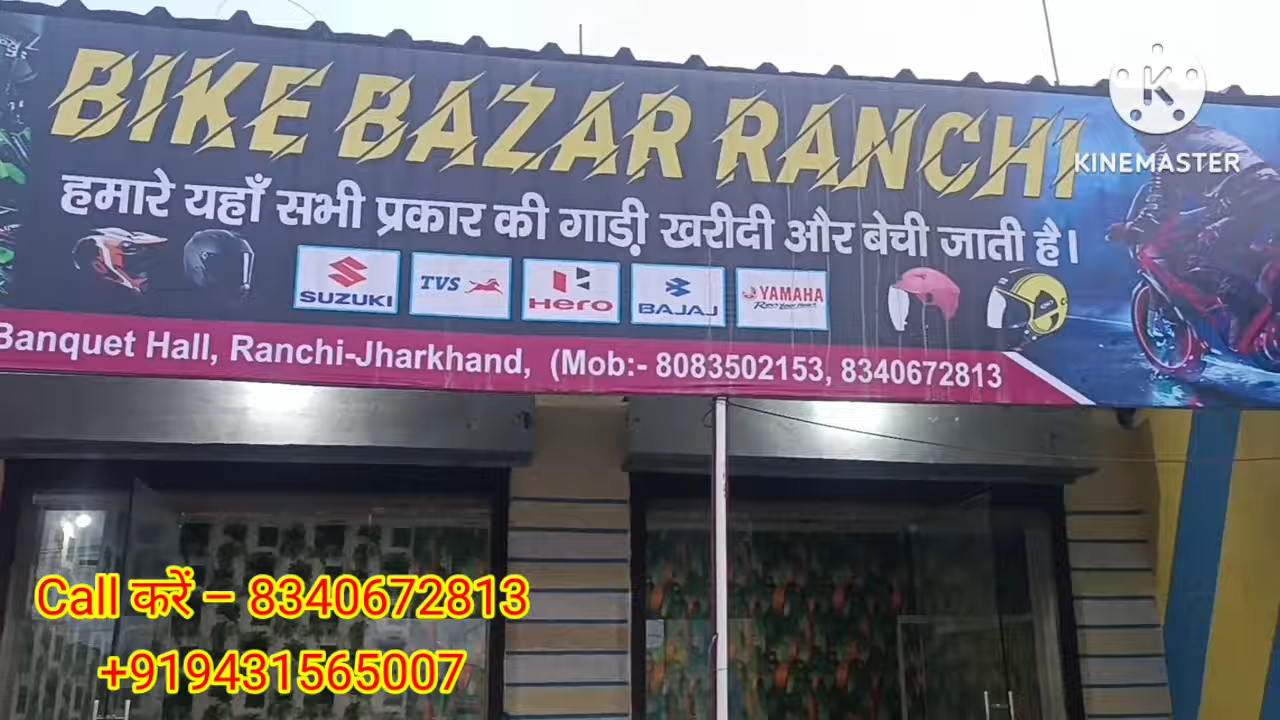 BIKE BAZAR RANCHI
KINEMASTER
हमारे यहाँ सभी प्रकार की गाड़ी खरीदी और बेची जाती है।
SUZUKI TVS Hero BAJAJ YAMAHA
Banquet Hall, Ranchi-Jharkhand, (Mob:- 8083502153, 8340672813
Call करें – 8340672813
+919431565007